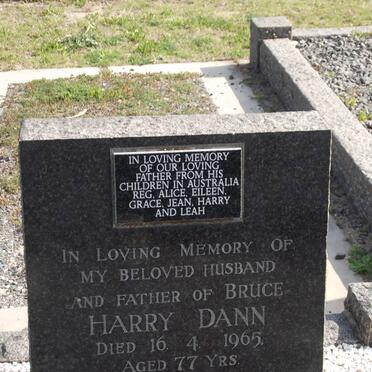 IN LOVING MEMORY
OF OUR LOVING
FATHER FROM HIS
CHILDREN IN AUSTRALIA
REG, ALICE, EILEEN,
GRACE, JEAN, HARRY
AND LEAH
IN LOVING MEMORY OF
MY BELOVED HUSBAND
AND FATHER OF BRUCE
HARRY DANN
DIED 16. 4. 1965.
AGED 77 YRS.